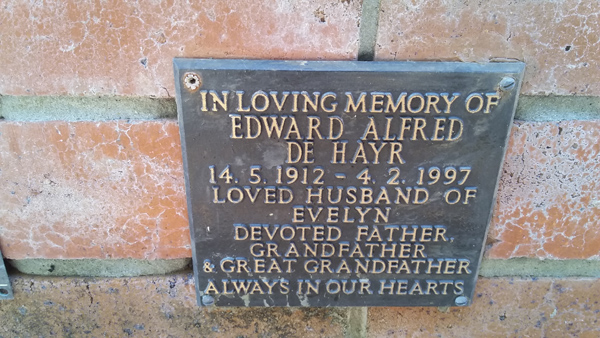 IN LOVING MEMORY OF
EDWARD ALFRED
DE HAYR
14. 5. 1912 - 4. 2. 1997
LOVED HUSBAND OF
EVELYN
DEVOTED FATHER,
GRANDFATHER
& GREAT GRANDFATHER
ALWAYS IN OUR HEARTS